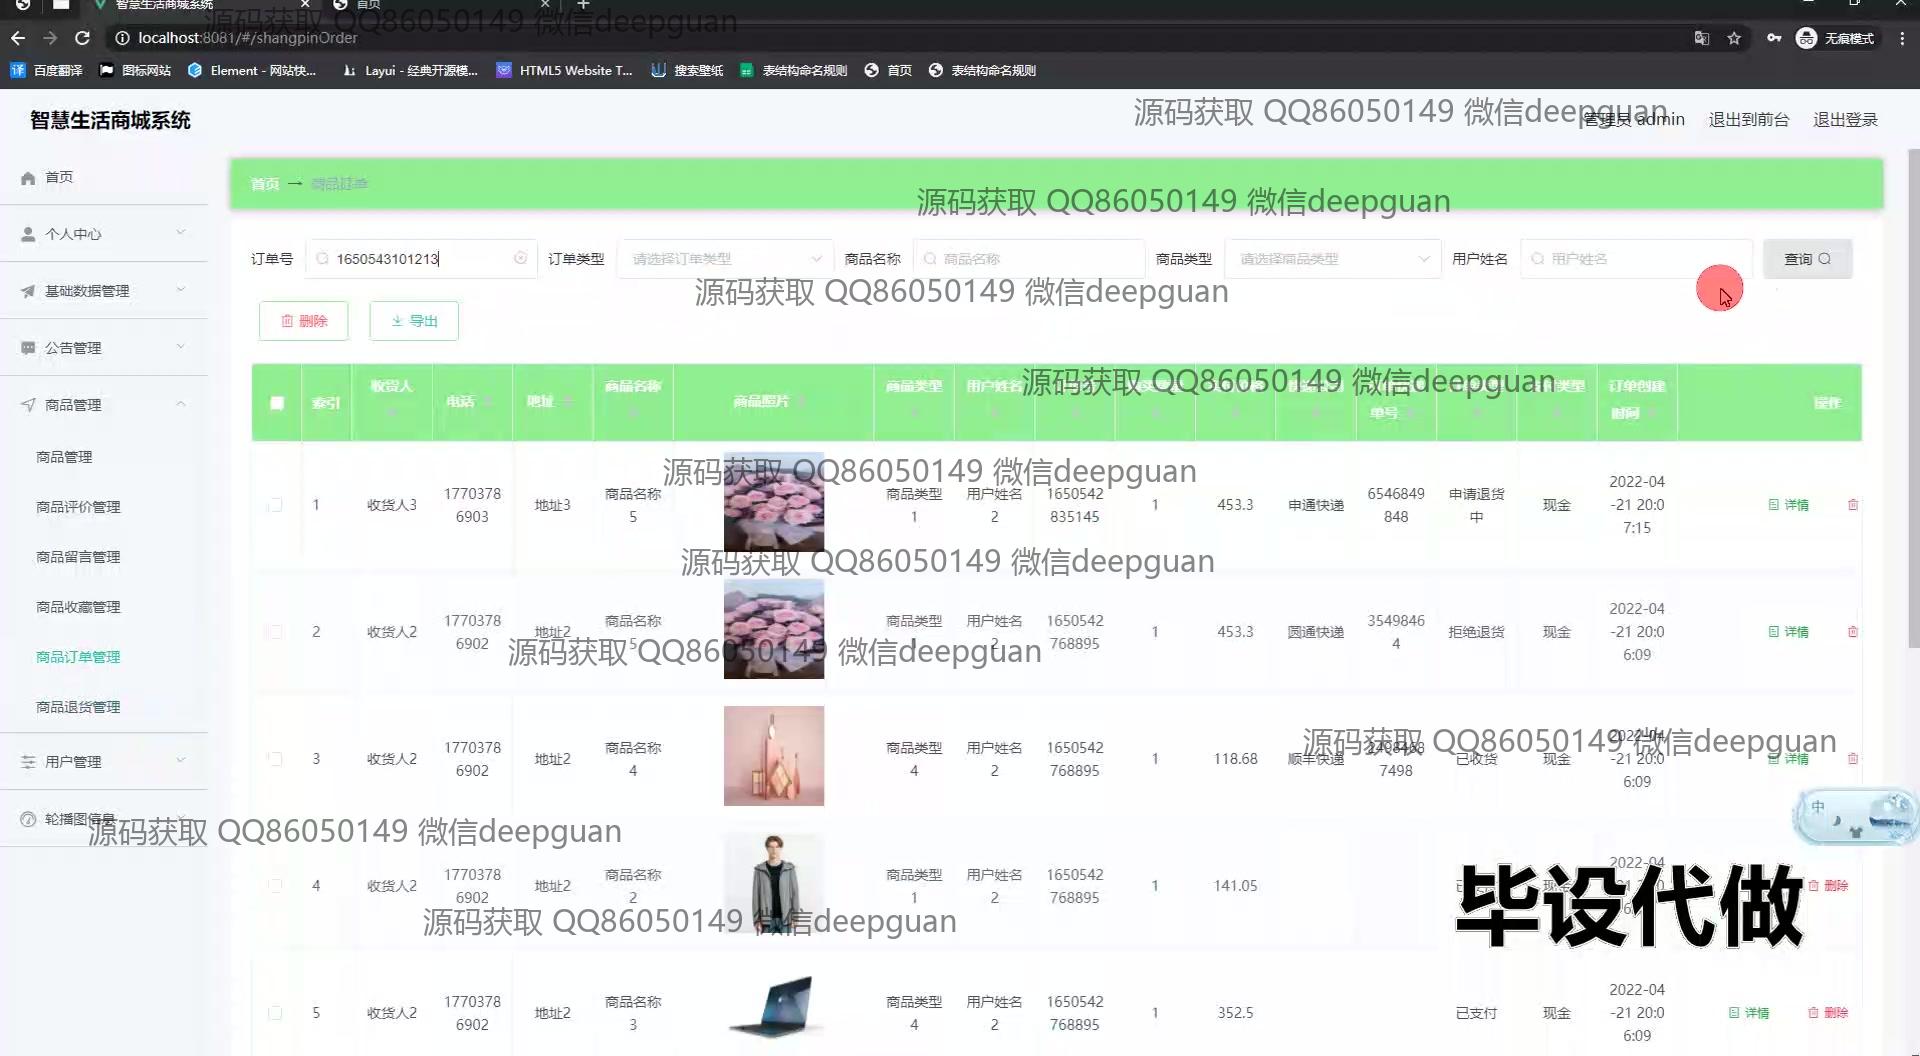 智慧生活商城系统
首页
源码获取 QQ86050149 微信deepguan
localhost:8081/#/shangpinOrder
无痕模式
百度翻译
图标网站
Element - 网站快...
Layui - 经典开源模...
HTML5 Website T...
搜索壁纸
表结构命名规则
首页
表结构命名规则
智慧生活商城系统
源码获取 QQ86050149 微信deepguan
管理员 admin
退出到前台
退出登录
首页
个人中心
基础数据管理
公告管理
商品管理
商品管理
商品评价管理
商品留言管理
商品收藏管理
商品订单管理
商品退货管理
用户管理
轮播图信息
首页 → 商品订单
源码获取 QQ86050149 微信deepguan
订单号 1650543101213 订单类型 请选择订单类型 商品名称 商品名称 商品类型 请选择商品类型 用户姓名 用户姓名 查询
源码获取 QQ86050149 微信deepguan
删除 导出
索引 收货人 电话 地址 商品名称 商品照片 商品类型 用户姓名 单号 订单创建时间 操作
源码获取 QQ86050149 微信deepguan
源码获取 QQ86050149 微信deepguan
1 收货人3 17703786903 地址3 商品名称5 商品类型1 用户姓名2 1650542835145 1 453.3 申通快递 6546849848 申请退货中 现金 2022-04-21 20:07:15 详情
源码获取 QQ86050149 微信deepguan
2 收货人2 17703786902 地址2 商品名称5 商品类型1 用户姓名2 1650542768895 1 453.3 圆通快递 35498464 拒绝退货 现金 2022-04-21 20:06:09 详情
源码获取 QQ86050149 微信deepguan
源码获取 QQ86050149 微信deepguan
3 收货人2 17703786902 地址2 商品名称4 商品类型4 用户姓名2 1650542768895 1 118.68 顺丰快递 7498 已收货 现金 2022-04-21 20:06:09 详情
源码获取 QQ86050149 微信deepguan
中
4 收货人2 17703786902 地址2 商品名称2 商品类型1 用户姓名2 1650542768895 1 141.05 2022-04 删除
毕设代做
源码获取 QQ86050149 微信deepguan
5 收货人2 17703786902 地址2 商品名称3 商品类型4 用户姓名2 1650542768895 1 352.5 已支付 现金 2022-04-21 20:06:09 详情 删除